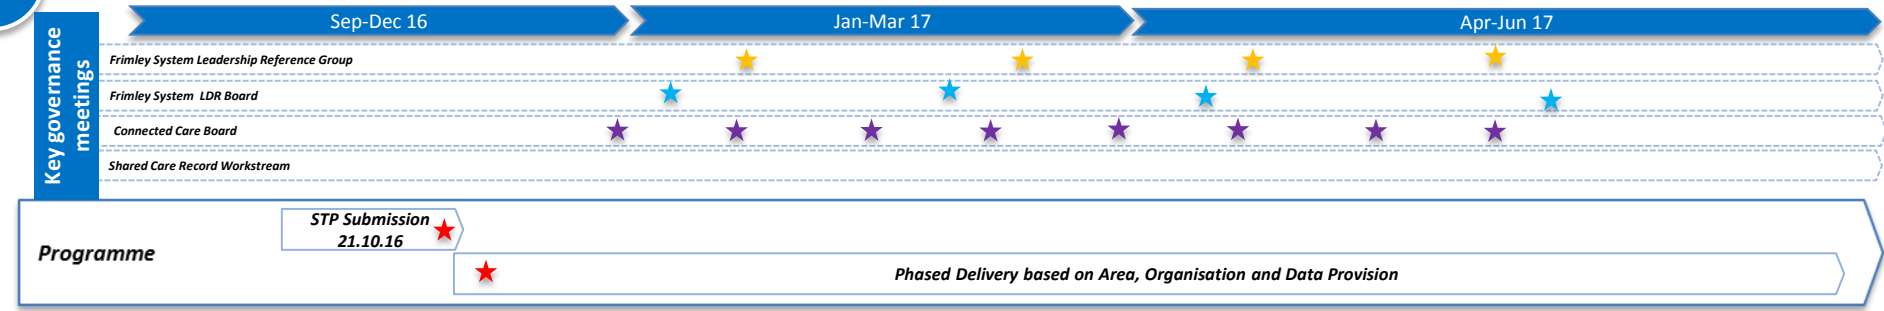 Sep-Dec 16
Jan-Mar 17
Apr-Jun 17
Key governance
meetings
Frimley System Leadership Reference Group
Frimley System LDR Board
Connected Care Board
Shared Care Record Workstream
STP Submission
21.10.16
Programme
Phased Delivery based on Area, Organisation and Data Provision